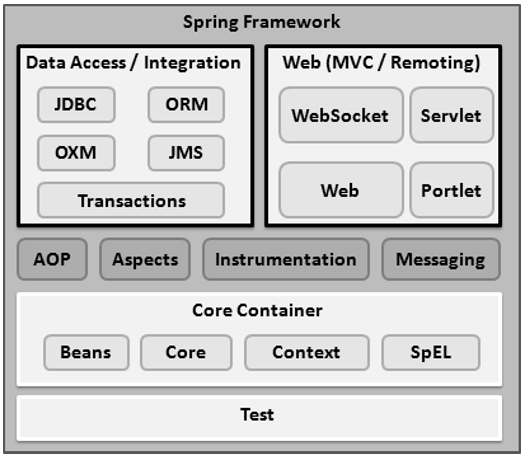 Spring Framework
Data Access / Integration
Web (MVC / Remoting)
JDBC
ORM
WebSocket
Servlet
OXM
JMS
Transactions
Web
Portlet
AOP
Aspects
Instrumentation
Messaging
Core Container
Beans
Core
Context
SpEL
Test